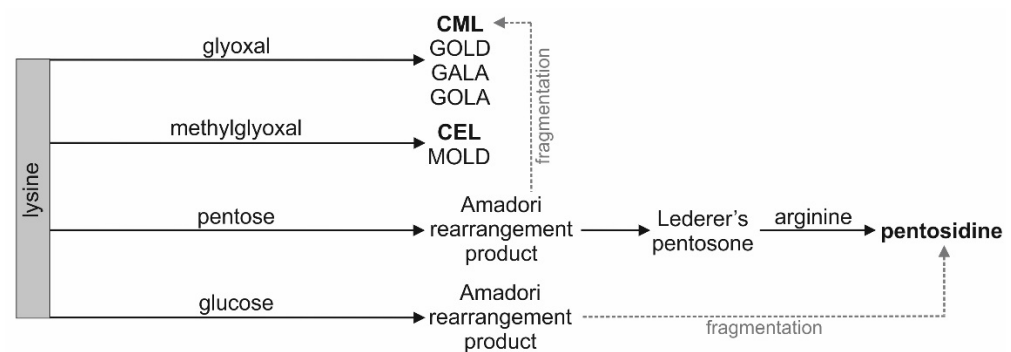 lysine
glyoxal
CML
GOLD
GALA
GOLA
fragmentation
methylglyoxal
CEL
MOLD
pentose
Amadori
rearrangement
product
Lederer's
pentosone
arginine
pentosidine
glucose
Amadori
rearrangement
product
fragmentation